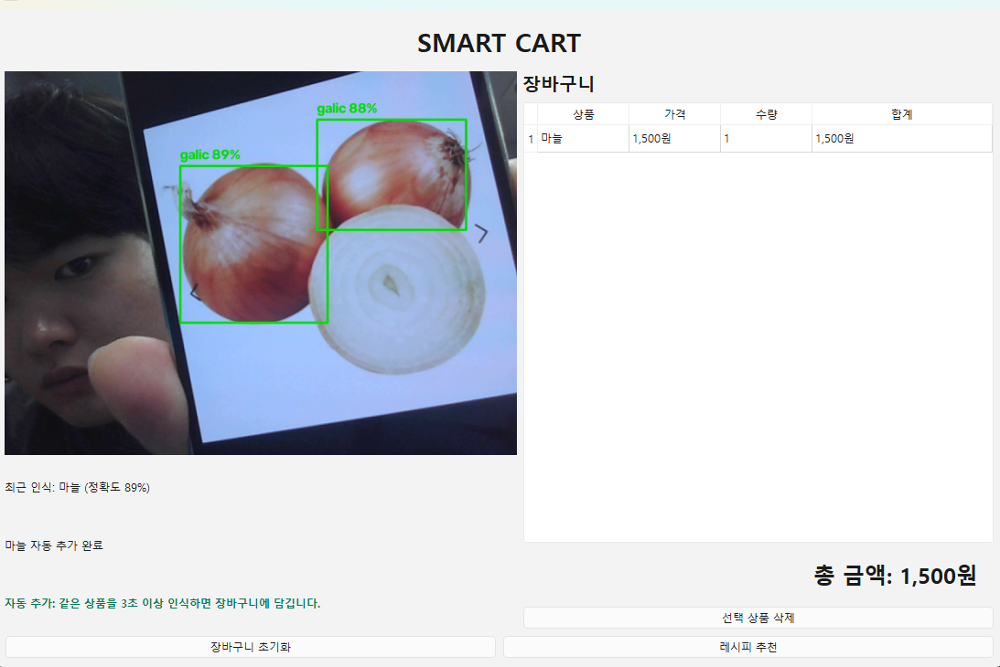 SMART CART
galic 88%
galic 89%
최근 인식: 마늘 (정확도 89%)
마늘 자동 추가 완료
자동 추가: 같은 상품을 3초 이상 인식하면 장바구니에 담깁니다.
장바구니
상품 가격 수량 합계
1 마늘 1,500원 1 1,500원
총 금액: 1,500원
선택 상품 삭제
장바구니 초기화
레시피 추천